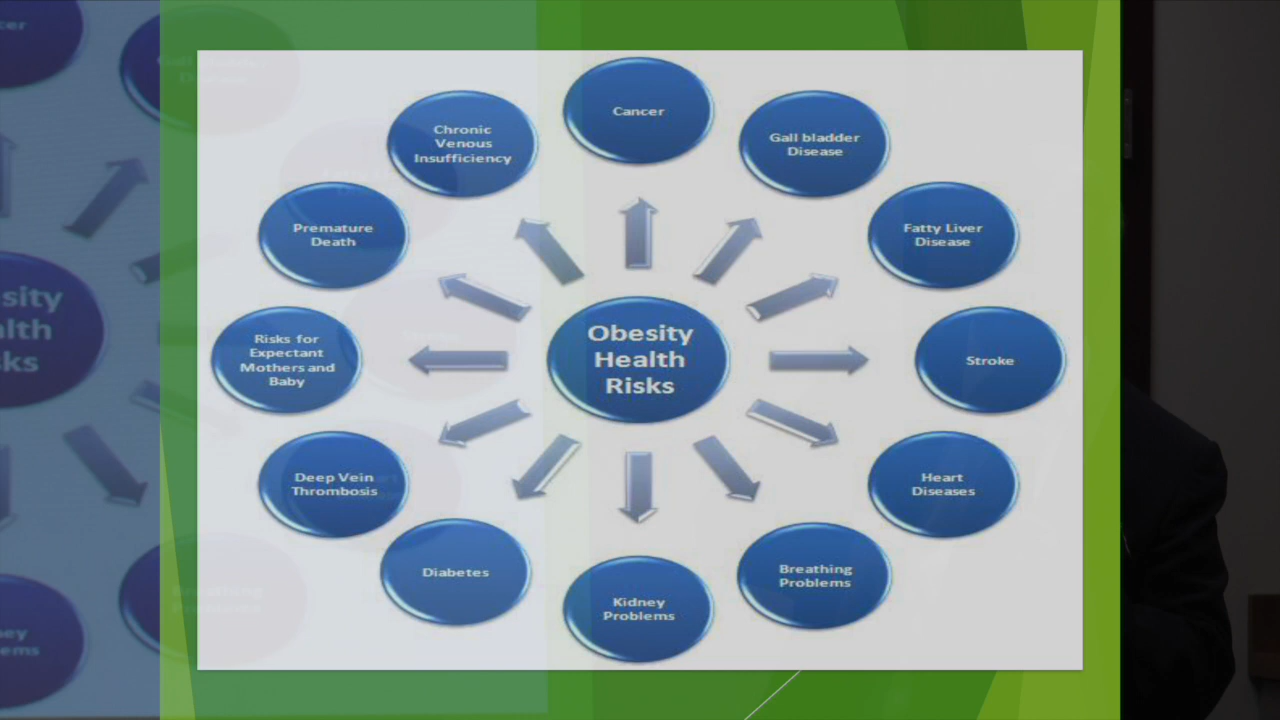 Cancer
Gall bladder
Disease
Fatty Liver
Disease
Stroke
Heart
Diseases
Breathing
Problems
Kidney
Problems
Diabetes
Deep Vein
Thrombosis
Risks for
Expectant
Mothers and
Baby
Premature
Death
Chronic
Venous
Insufficiency
Obesity
Health
Risks